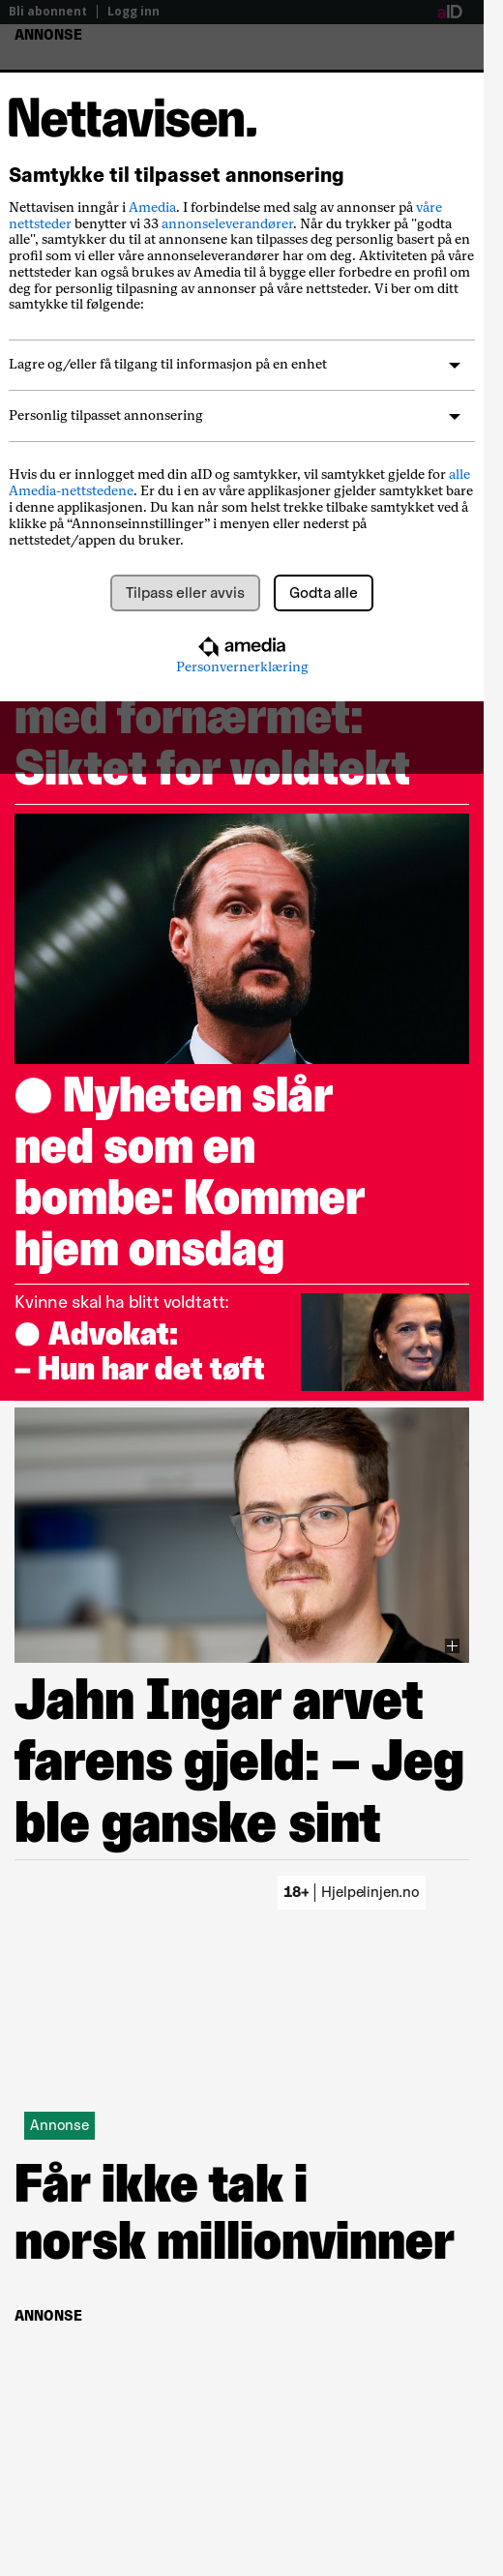 Bli abonnent | Logg inn
aID
ANNONSE
Nettavisen.
Samtykke til tilpasset annonsering
Nettavisen inngår i Amedia. I forbindelse med salg av annonser på våre
nettsteder benytter vi 33 annonseleverandører. Når du trykker på "godta
alle", samtykker du til at annonsene kan tilpasses deg personlig basert på en
profil som vi eller våre annonseleverandører har om deg. Aktiviteten på våre
nettsteder kan også brukes av Amedia til å bygge eller forbedre en profil om
deg for personlig tilpasning av annonser på våre nettsteder. Vi ber om ditt
samtykke til følgende:
Lagre og/eller få tilgang til informasjon på en enhet
Personlig tilpasset annonsering
Hvis du er innlogget med din aID og samtykker, vil samtykket gjelde for alle
Amedia-nettstedene. Er du i en av våre applikasjoner gjelder samtykket bare
i denne applikasjonen. Du kan når som helst trekke tilbake samtykket ved å
klikke på “Annonseinnstillinger” i menyen eller nederst på
nettstedet/appen du bruker.
Tilpass eller avvis
Godta alle
amedia
Personvernerklæring
med fornærmet:
Siktet for voldtekt
Nyheten slår
ned som en
bombe: Kommer
hjem onsdag
Kvinne skal ha blitt voldtatt:
Advokat:
– Hun har det tøft
Jahn Ingar arvet
farens gjeld: – Jeg
ble ganske sint
18+ | Hjelpelinjen.no
Annonse
Får ikke tak i
norsk millionvinner
ANNONSE